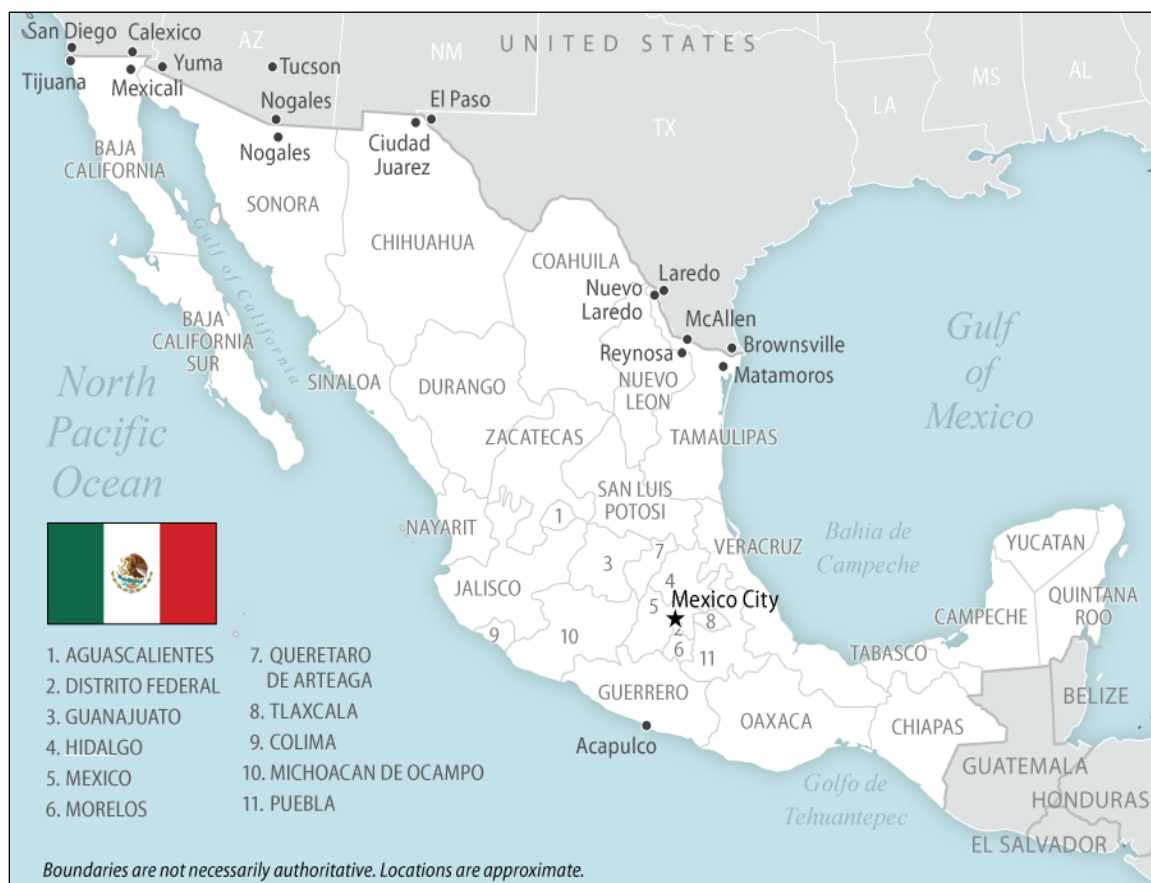 San Diego
Calexico
AZ
NM
UNITED STATES
MS
AL
Tijuana
Mexicali
Yuma
Tucson
LA
Nogales
El Paso
TX
Nogales
Ciudad
Juarez
BAJA
CALIFORNIA
SONORA
CHIHUAHUA
Gulf of California
COAHUILA
Laredo
Nuevo
Laredo
McAllen
Brownsville
Reynosa
Matamoros
Gulf
of
Mexico
BAJA
CALIFORNIA
SUR
North
Pacific
Ocean
SINALOA
DURANGO
NUEVO
LEON
ZACATECAS
TAMAULIPAS
SAN LUIS
POTOSI
1
NAYARIT
7
VERACRUZ
Bahia de
Campeche
YUCATAN
3
4
JALISCO
5
Mexico City
QUINTANA
ROO
CAMPECHE
9
10
2
8
6
11
TABASCO
GUERRERO
OAXACA
CHIAPAS
BELIZE
Acapulco
GUATEMALA
Golfo de
Tehuantepec
HONDURAS
EL SALVADOR
1. AGUASCALIENTES
2. DISTRITO FEDERAL
3. GUANAJUATO
4. HIDALGO
5. MEXICO
6. MORELOS
7. QUERETARO
DE ARTEAGA
8. TLAXCALA
9. COLIMA
10. MICHOACAN DE OCAMPO
11. PUEBLA
Boundaries are not necessarily authoritative. Locations are approximate.